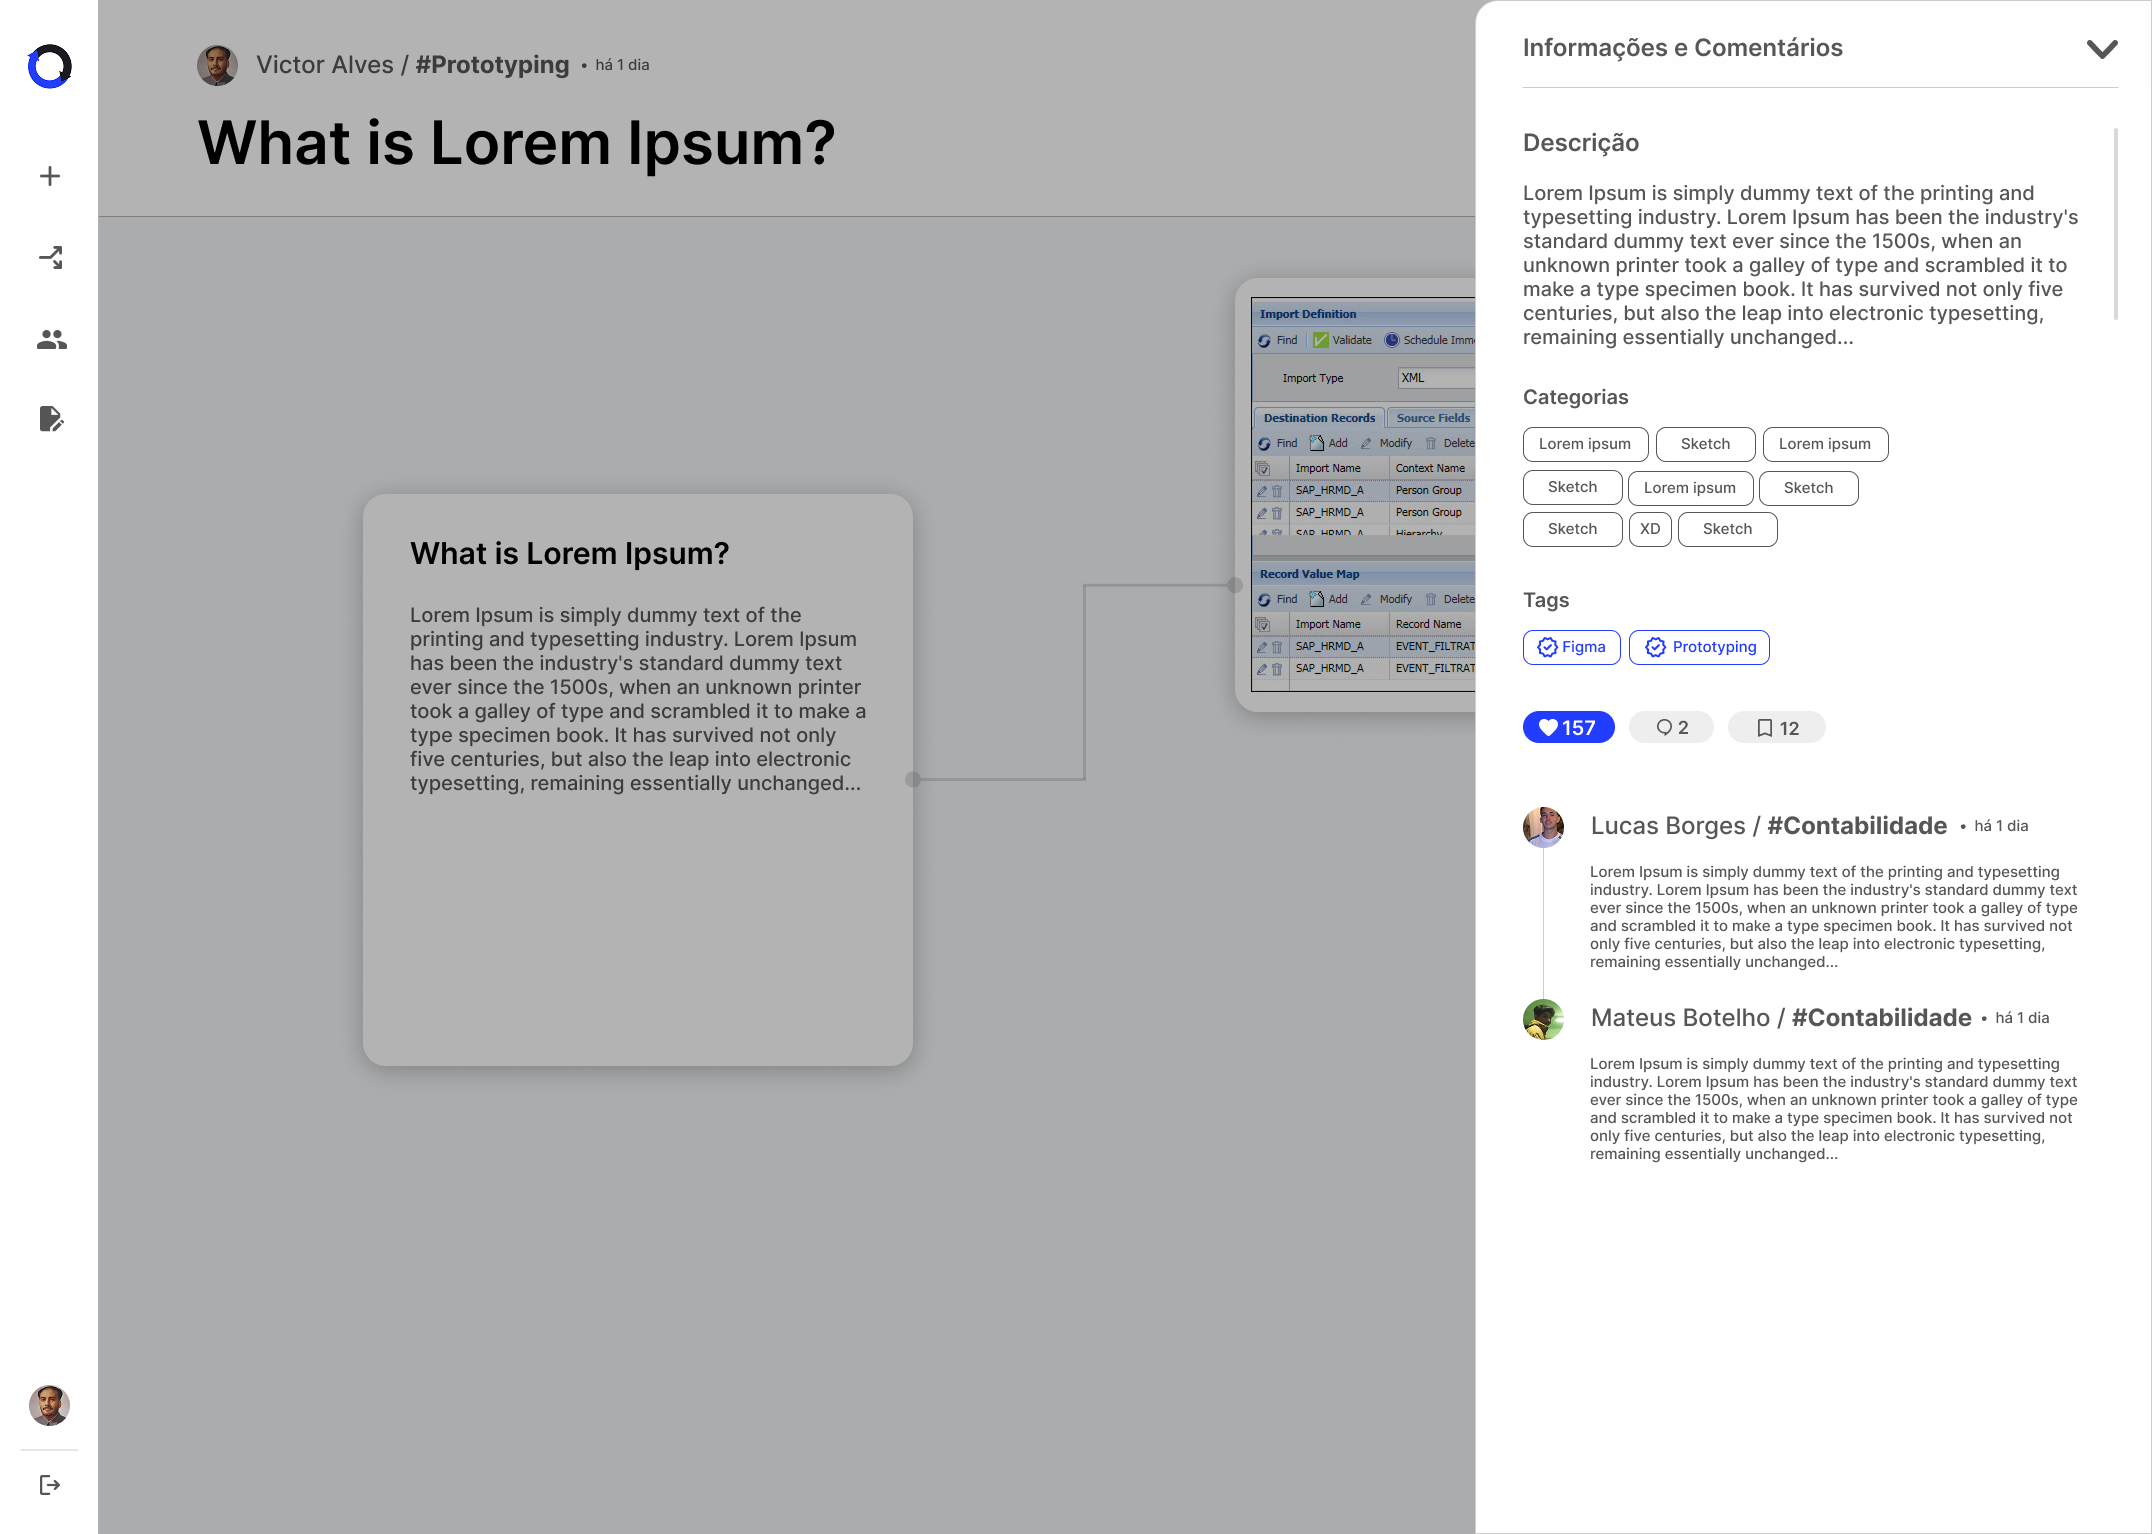 Victor Alves / #Prototyping • há 1 dia
What is Lorem Ipsum?
What is Lorem Ipsum?
Lorem Ipsum is simply dummy text of the
printing and typesetting industry. Lorem Ipsum
has been the industry's standard dummy text
ever since the 1500s, when an unknown printer
took a galley of type and scrambled it to make a
type specimen book. It has survived not only
five centuries, but also the leap into electronic
typesetting, remaining essentially unchanged...
Import Definition
Find Validate Schedule Imm
Import Type XML
Destination Records Source Fields
Find Add Modify Delete
Import Name Context Name
SAP_HRMD_A Person Group
SAP_HRMD_A Person Group
SAP_HRMD_A Hierarchy
Record Value Map
Find Add Modify Delete
Import Name Record Name
SAP_HRMD_A EVENT_FILTRAT
SAP_HRMD_A EVENT_FILTRAT
Informações e Comentários
Descrição
Lorem Ipsum is simply dummy text of the printing and
typesetting industry. Lorem Ipsum has been the industry's
standard dummy text ever since the 1500s, when an
unknown printer took a galley of type and scrambled it to
make a type specimen book. It has survived not only five
centuries, but also the leap into electronic typesetting,
remaining essentially unchanged...
Categorias
Lorem ipsum Sketch Lorem ipsum
Sketch Lorem ipsum Sketch
Sketch XD Sketch
Tags
Figma Prototyping
157 2 12
Lucas Borges / #Contabilidade • há 1 dia
Lorem Ipsum is simply dummy text of the printing and typesetting
industry. Lorem Ipsum has been the industry's standard dummy text
ever since the 1500s, when an unknown printer took a galley of type
and scrambled it to make a type specimen book. It has survived not
only five centuries, but also the leap into electronic typesetting,
remaining essentially unchanged...
Mateus Botelho / #Contabilidade • há 1 dia
Lorem Ipsum is simply dummy text of the printing and typesetting
industry. Lorem Ipsum has been the industry's standard dummy text
ever since the 1500s, when an unknown printer took a galley of type
and scrambled it to make a type specimen book. It has survived not
only five centuries, but also the leap into electronic typesetting,
remaining essentially unchanged...